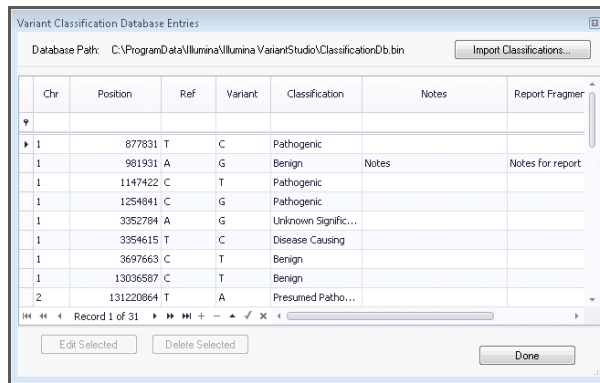 Variant Classification Database Entries
Database Path: C:\ProgramData\Illumina\Illumina VariantStudio\ClassificationDb.bin Import Classifications...
Chr Position Ref Variant Classification Notes Report Fragmer
1 877831 T C Pathogenic
1 981931 A G Benign Notes Notes for report
1 1147422 C T Pathogenic
1 1254841 C G Pathogenic
1 3352784 A G Unknown Signific...
1 3354615 T C Disease Causing
1 3697663 C T Benign
1 13036587 C T Benign
2 131220864 T A Presumed Patho...
Record 1 of 31
Edit Selected Delete Selected
Done